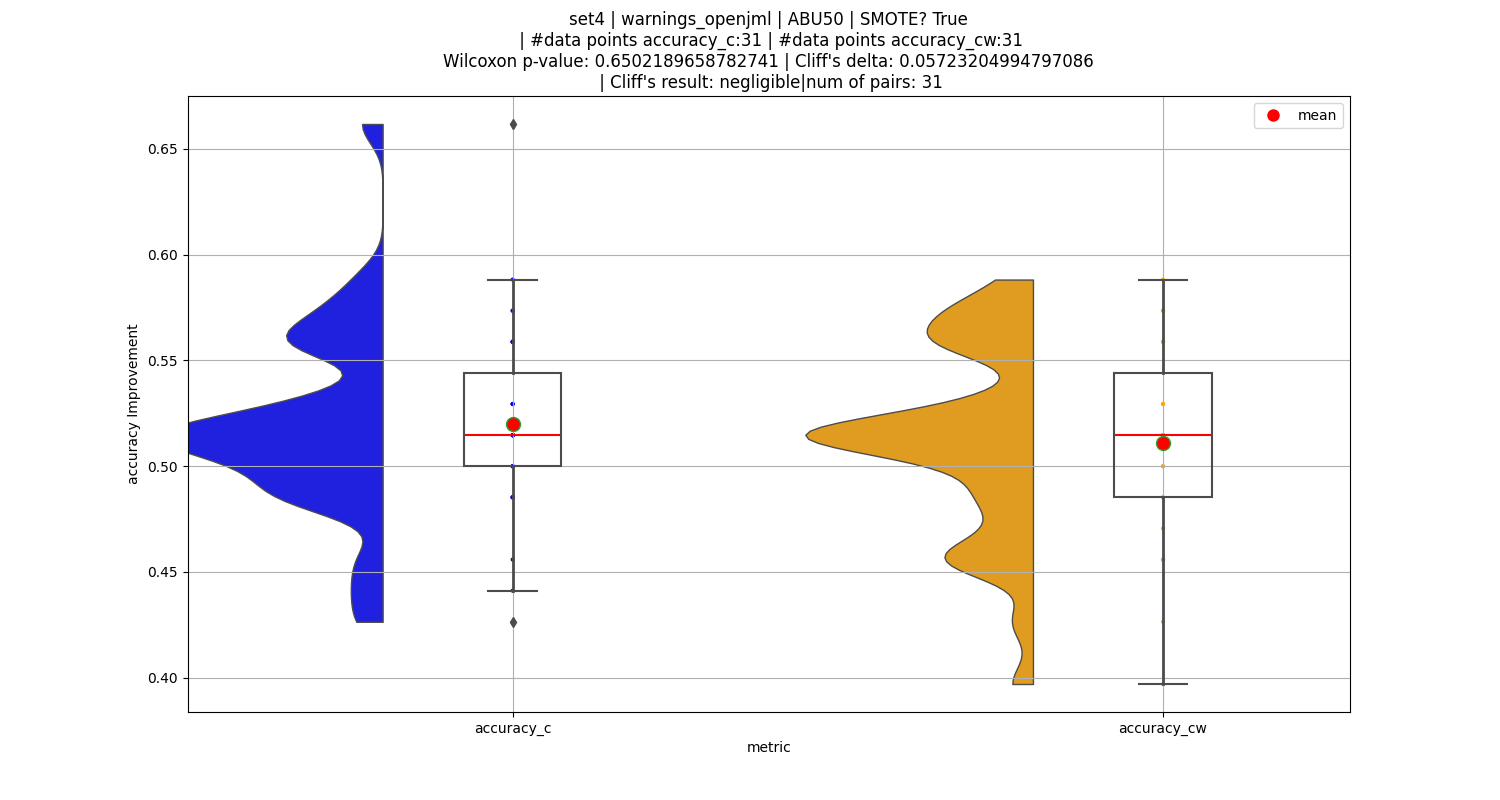 set4 | warnings_openjml | ABU50 | SMOTE? True
| #data points accuracy_c:31 | #data points accuracy_cw:31
Wilcoxon p-value: 0.6502189658782741 | Cliff's delta: 0.05723204994797086
| Cliff's result: negligible|num of pairs: 31
mean
0.65
0.60
0.55
0.50
0.45
0.40
accuracy Improvement
accuracy_c
accuracy_cw
metric